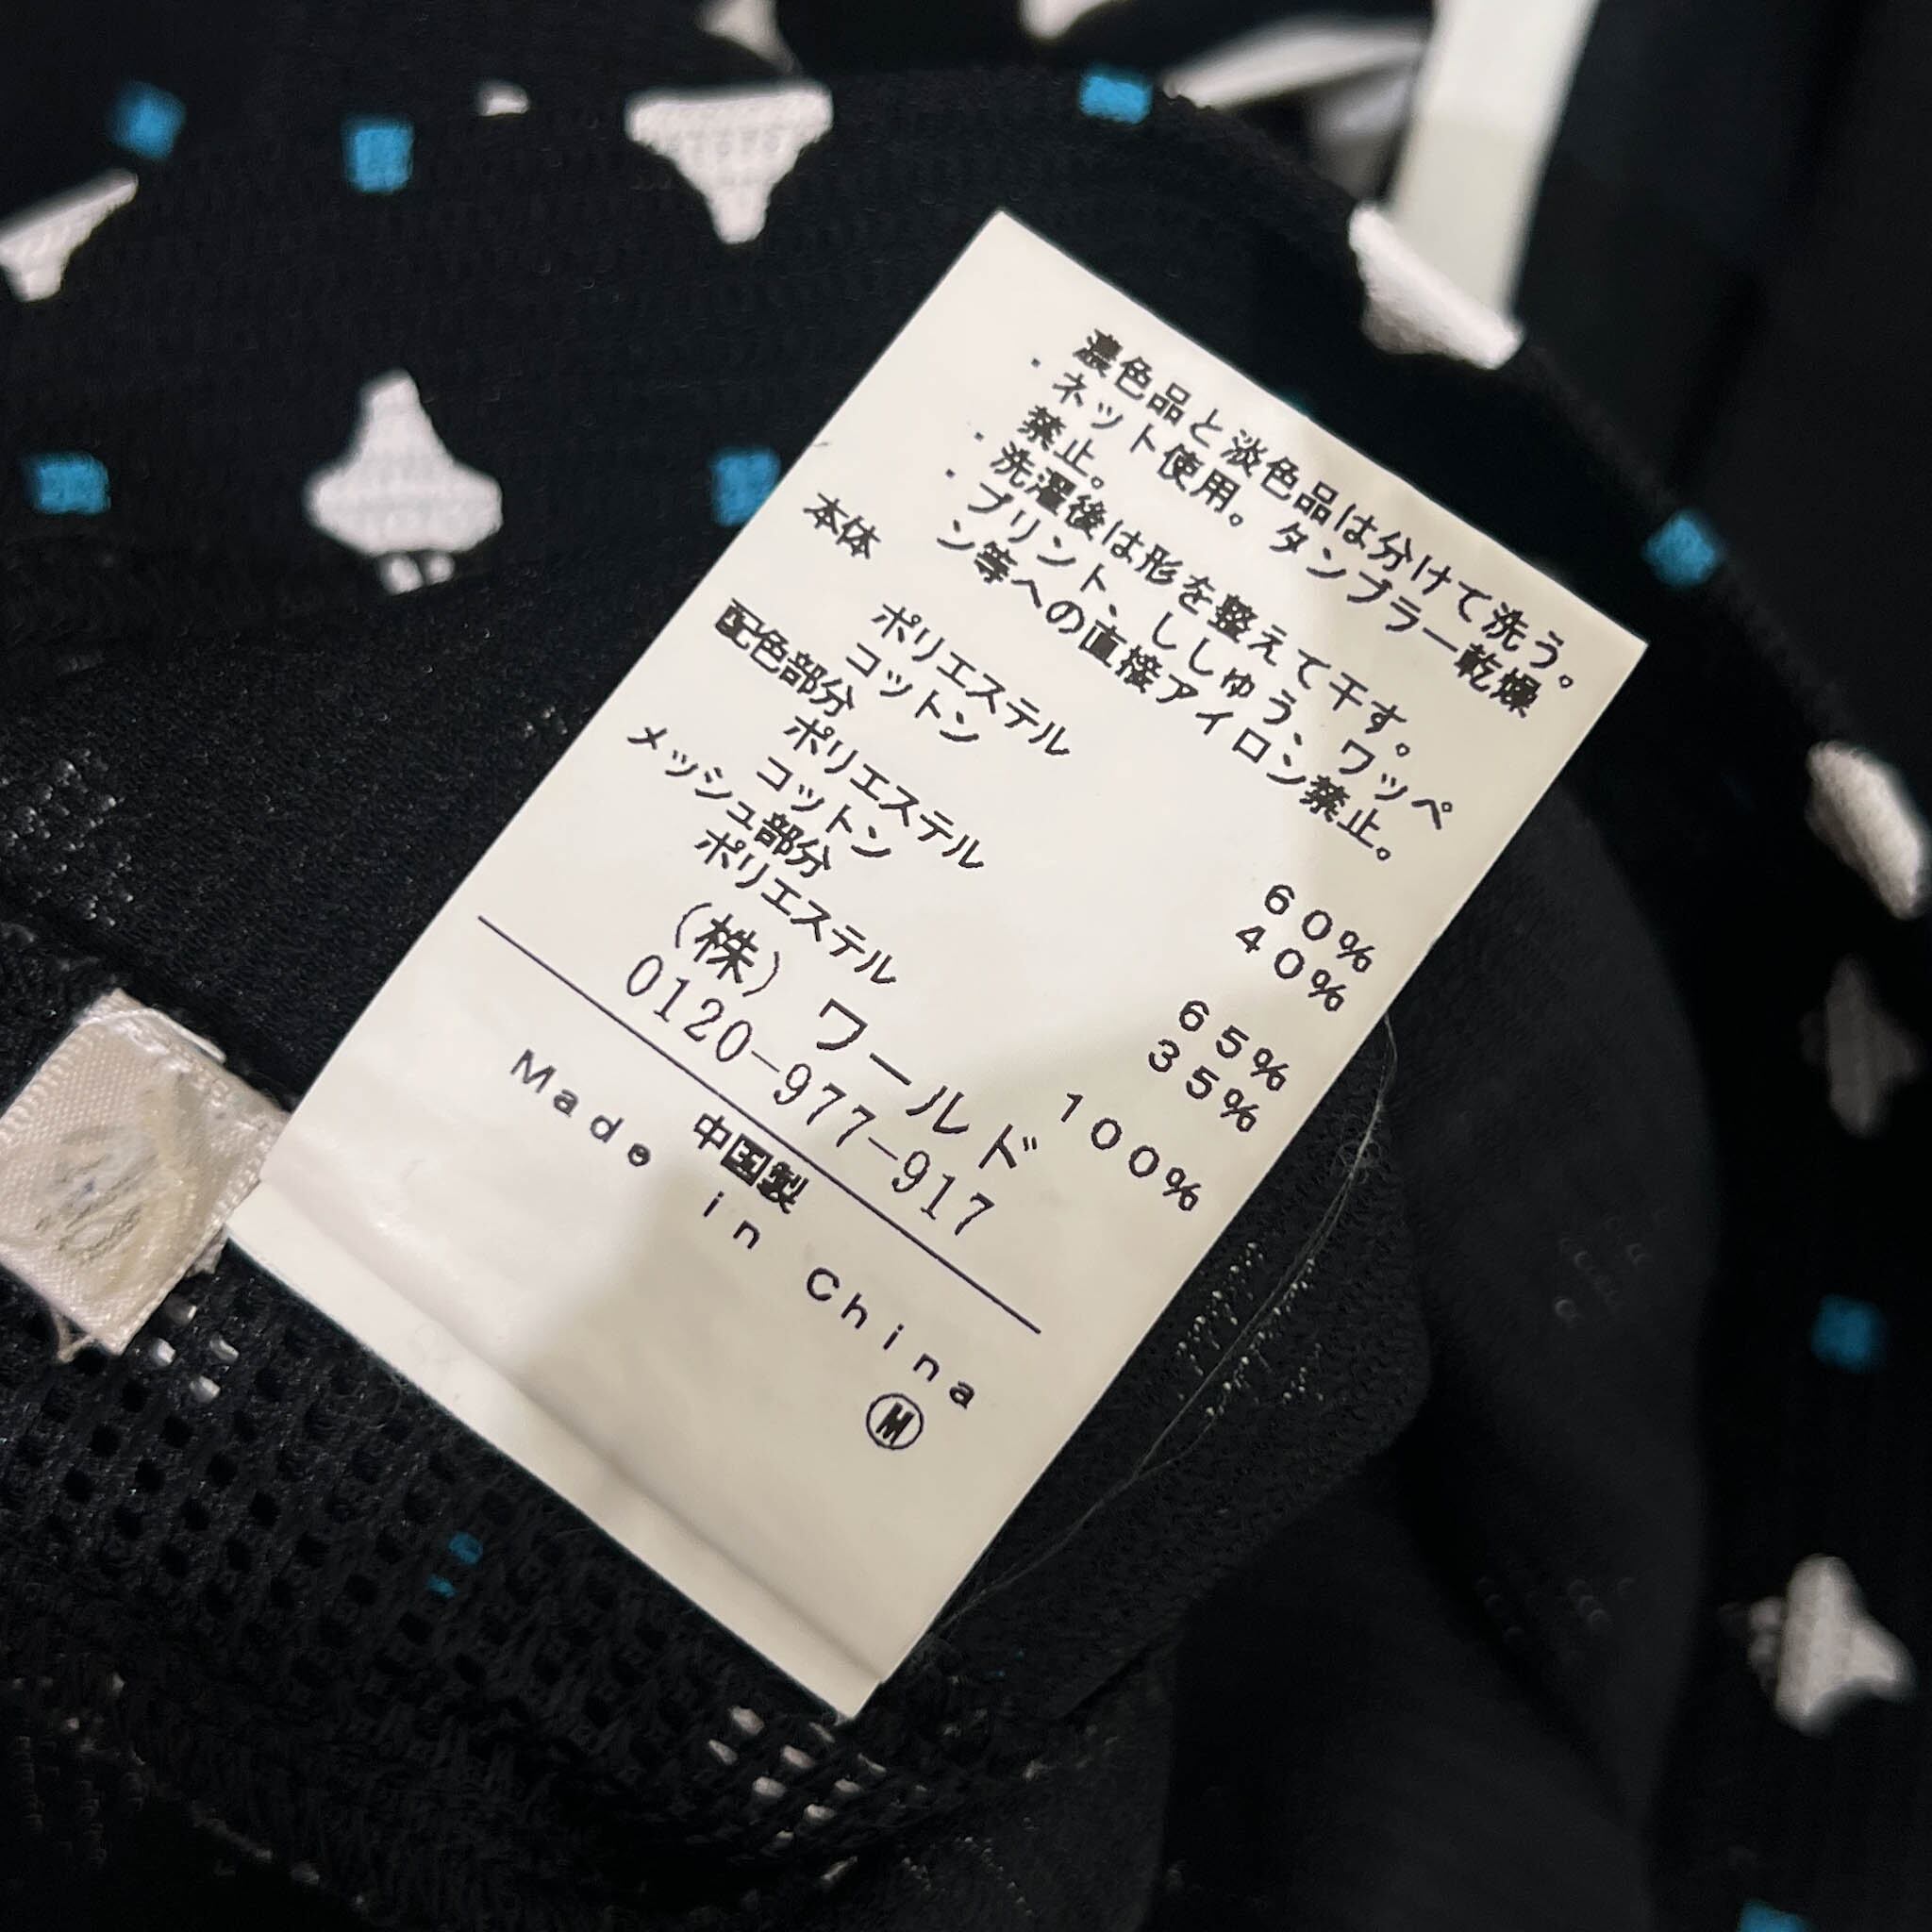 濃色品と淡色品は分けて洗う。
・ネット使用。タンブラー乾燥
禁止。
・洗濯後は形を整えて干す。
・プリント、ししゅう、ワッペ
ン等への直接アイロン禁止。
本体
ポリエステル 60%
コットン 40%
配色部分
ポリエステル 65%
コットン 35%
メッシュ部分
ポリエステル 100%
(株)ワールド
0120-977-917
中国製
Made in China
Ⓜ